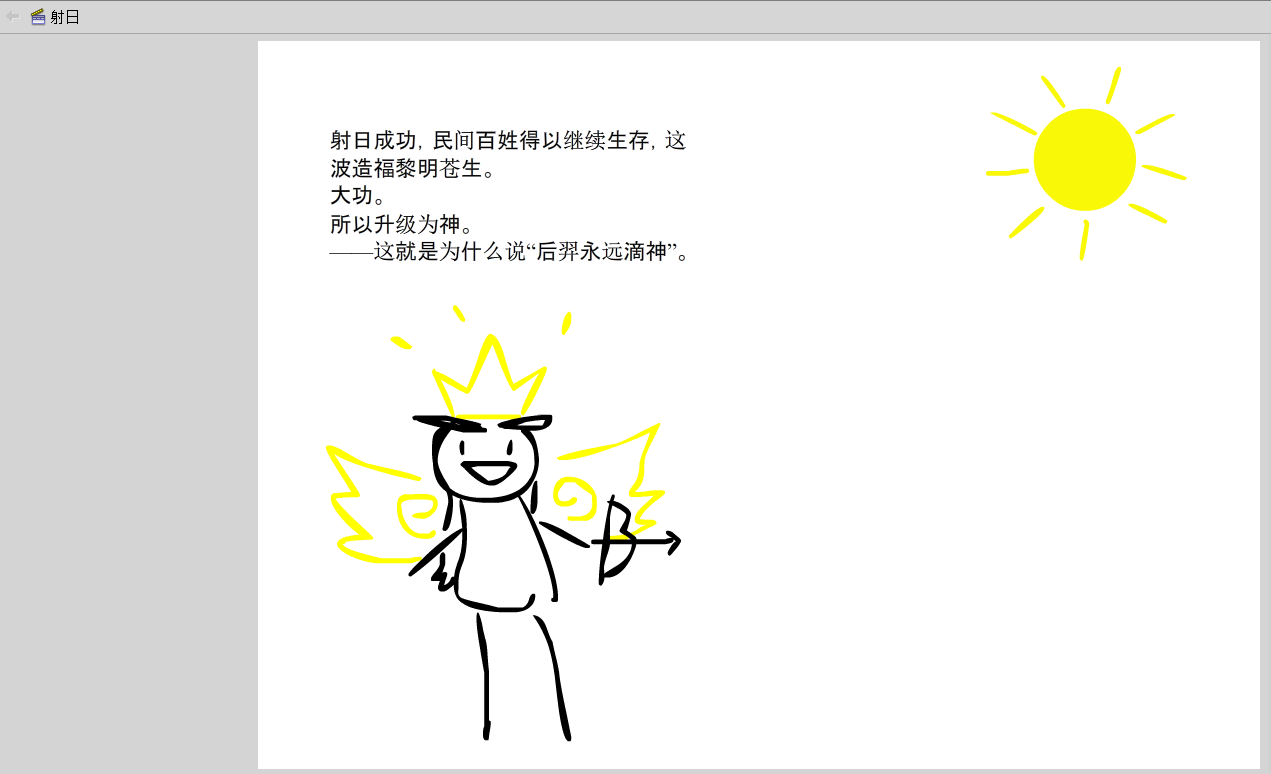 射日
射日成功，民间百姓得以继续生存，这
波造福黎明苍生。
大功。
所以升级为神。
——这就是为什么说“后羿永远滴神”。